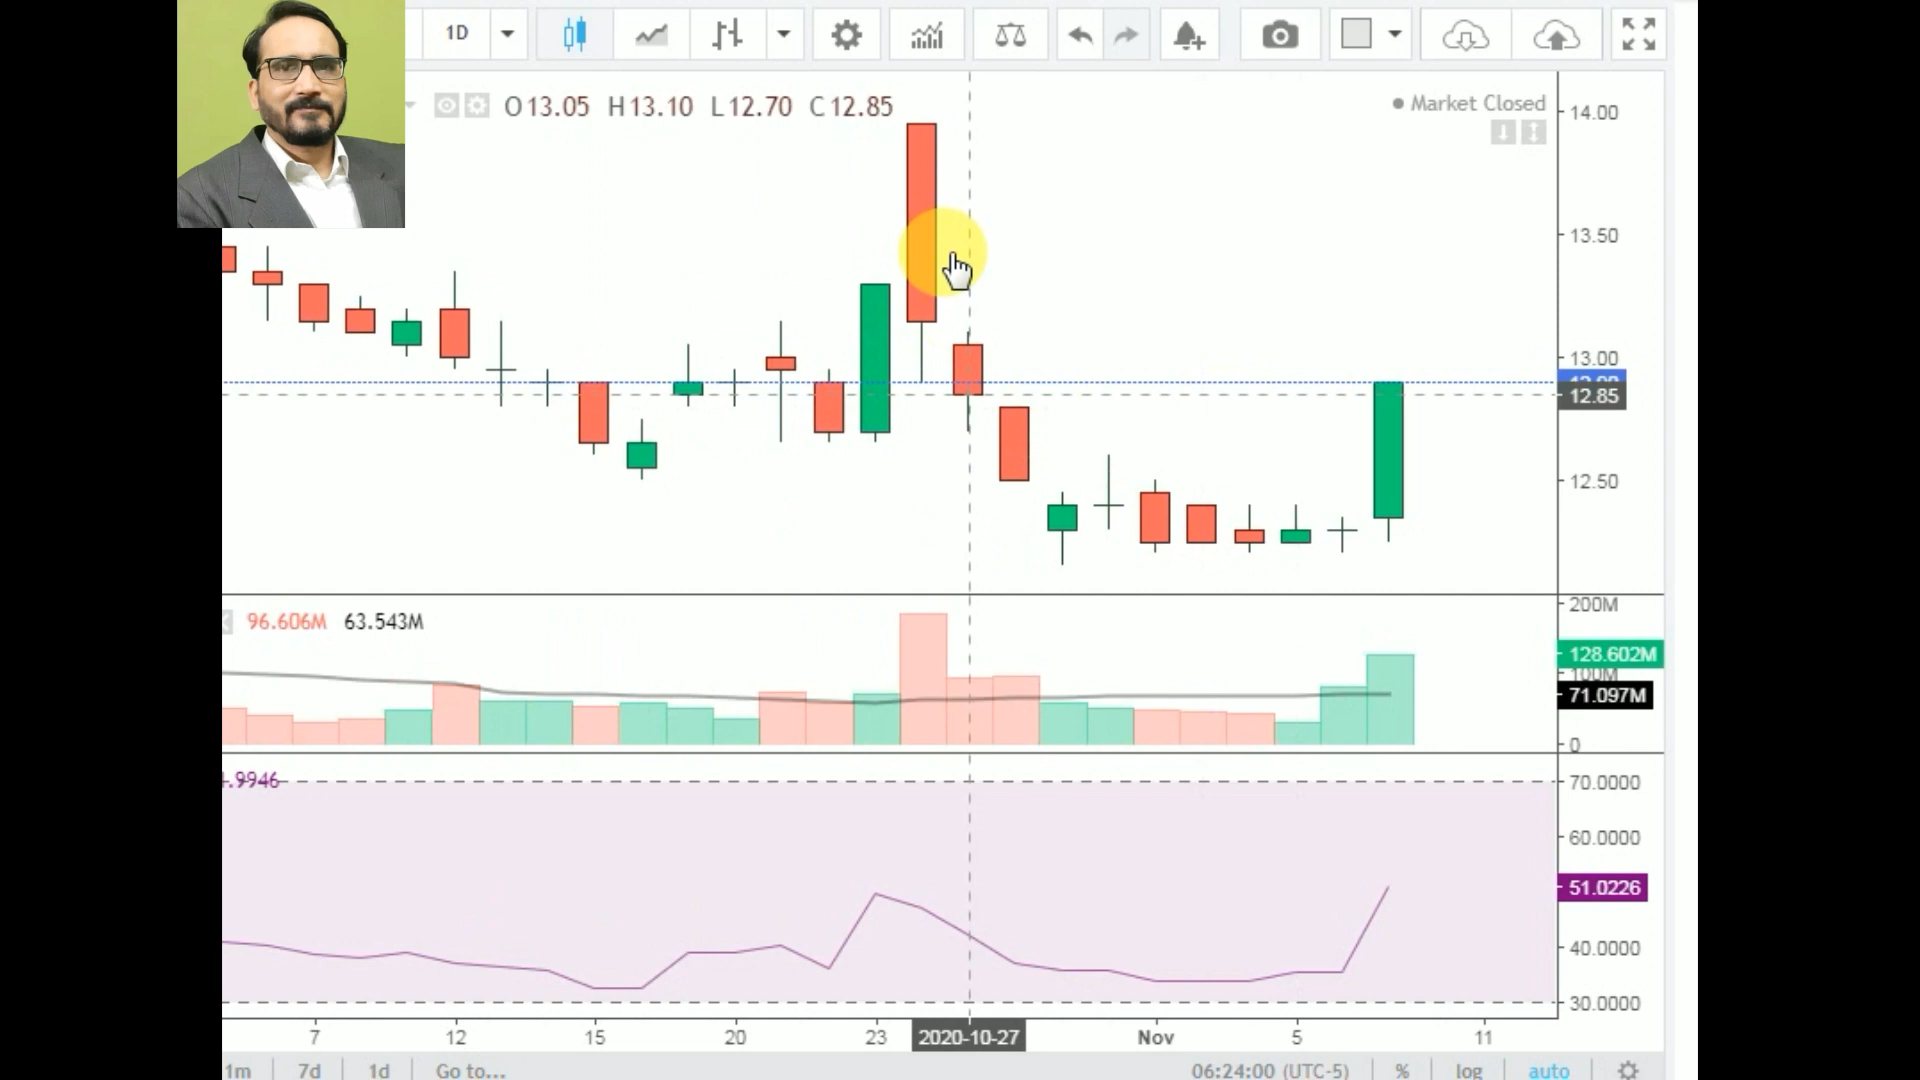 1D
O13.05 H13.10 L12.70 C12.85
Market Closed
14.00
13.50
13.00
12.85
12.50
96.606M 63.543M
200M
128.602M
100M
71.097M
0
.9946
70.0000
60.0000
51.0226
40.0000
30.0000
7 12 15 20 23 2020-10-27 Nov 5 11
1m 7d 1d Go to... 06:24:00 (UTC-5) % log auto